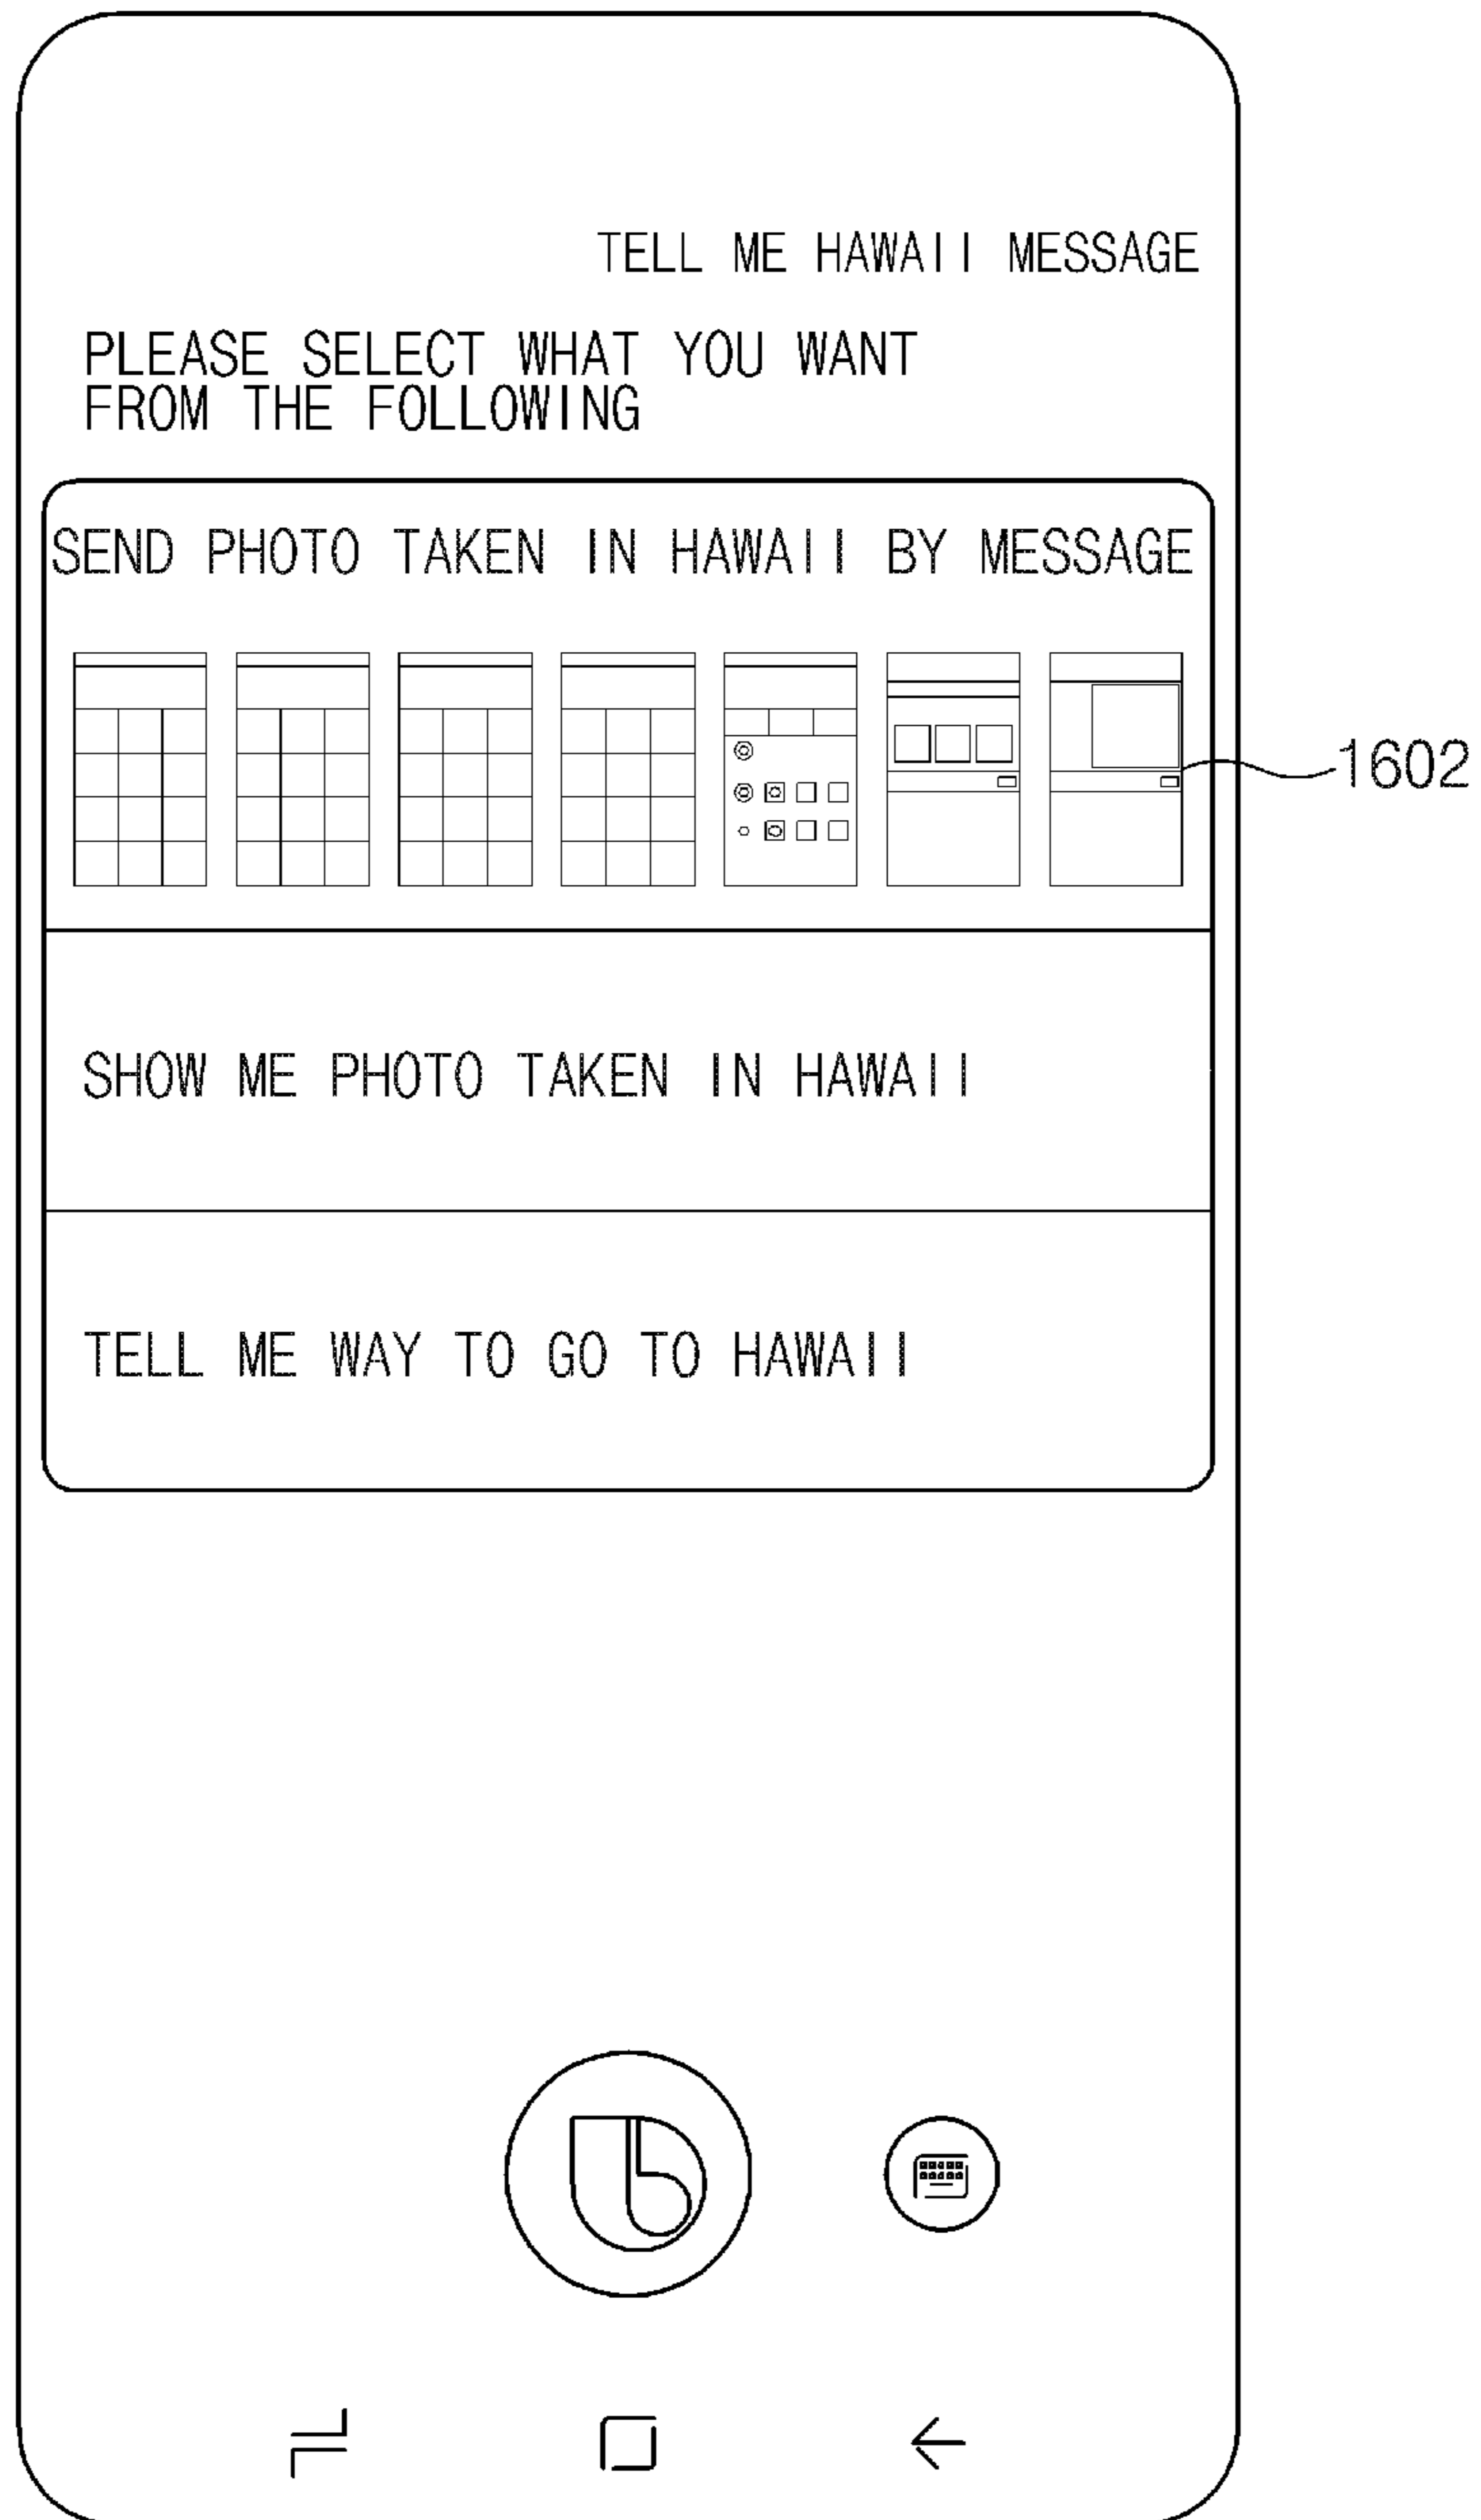 TELL ME HAWAII MESSAGE
PLEASE SELECT WHAT YOU WANT
FROM THE FOLLOWING
SEND PHOTO TAKEN IN HAWAII BY MESSAGE
1602
SHOW ME PHOTO TAKEN IN HAWAII
TELL ME WAY TO GO TO HAWAII